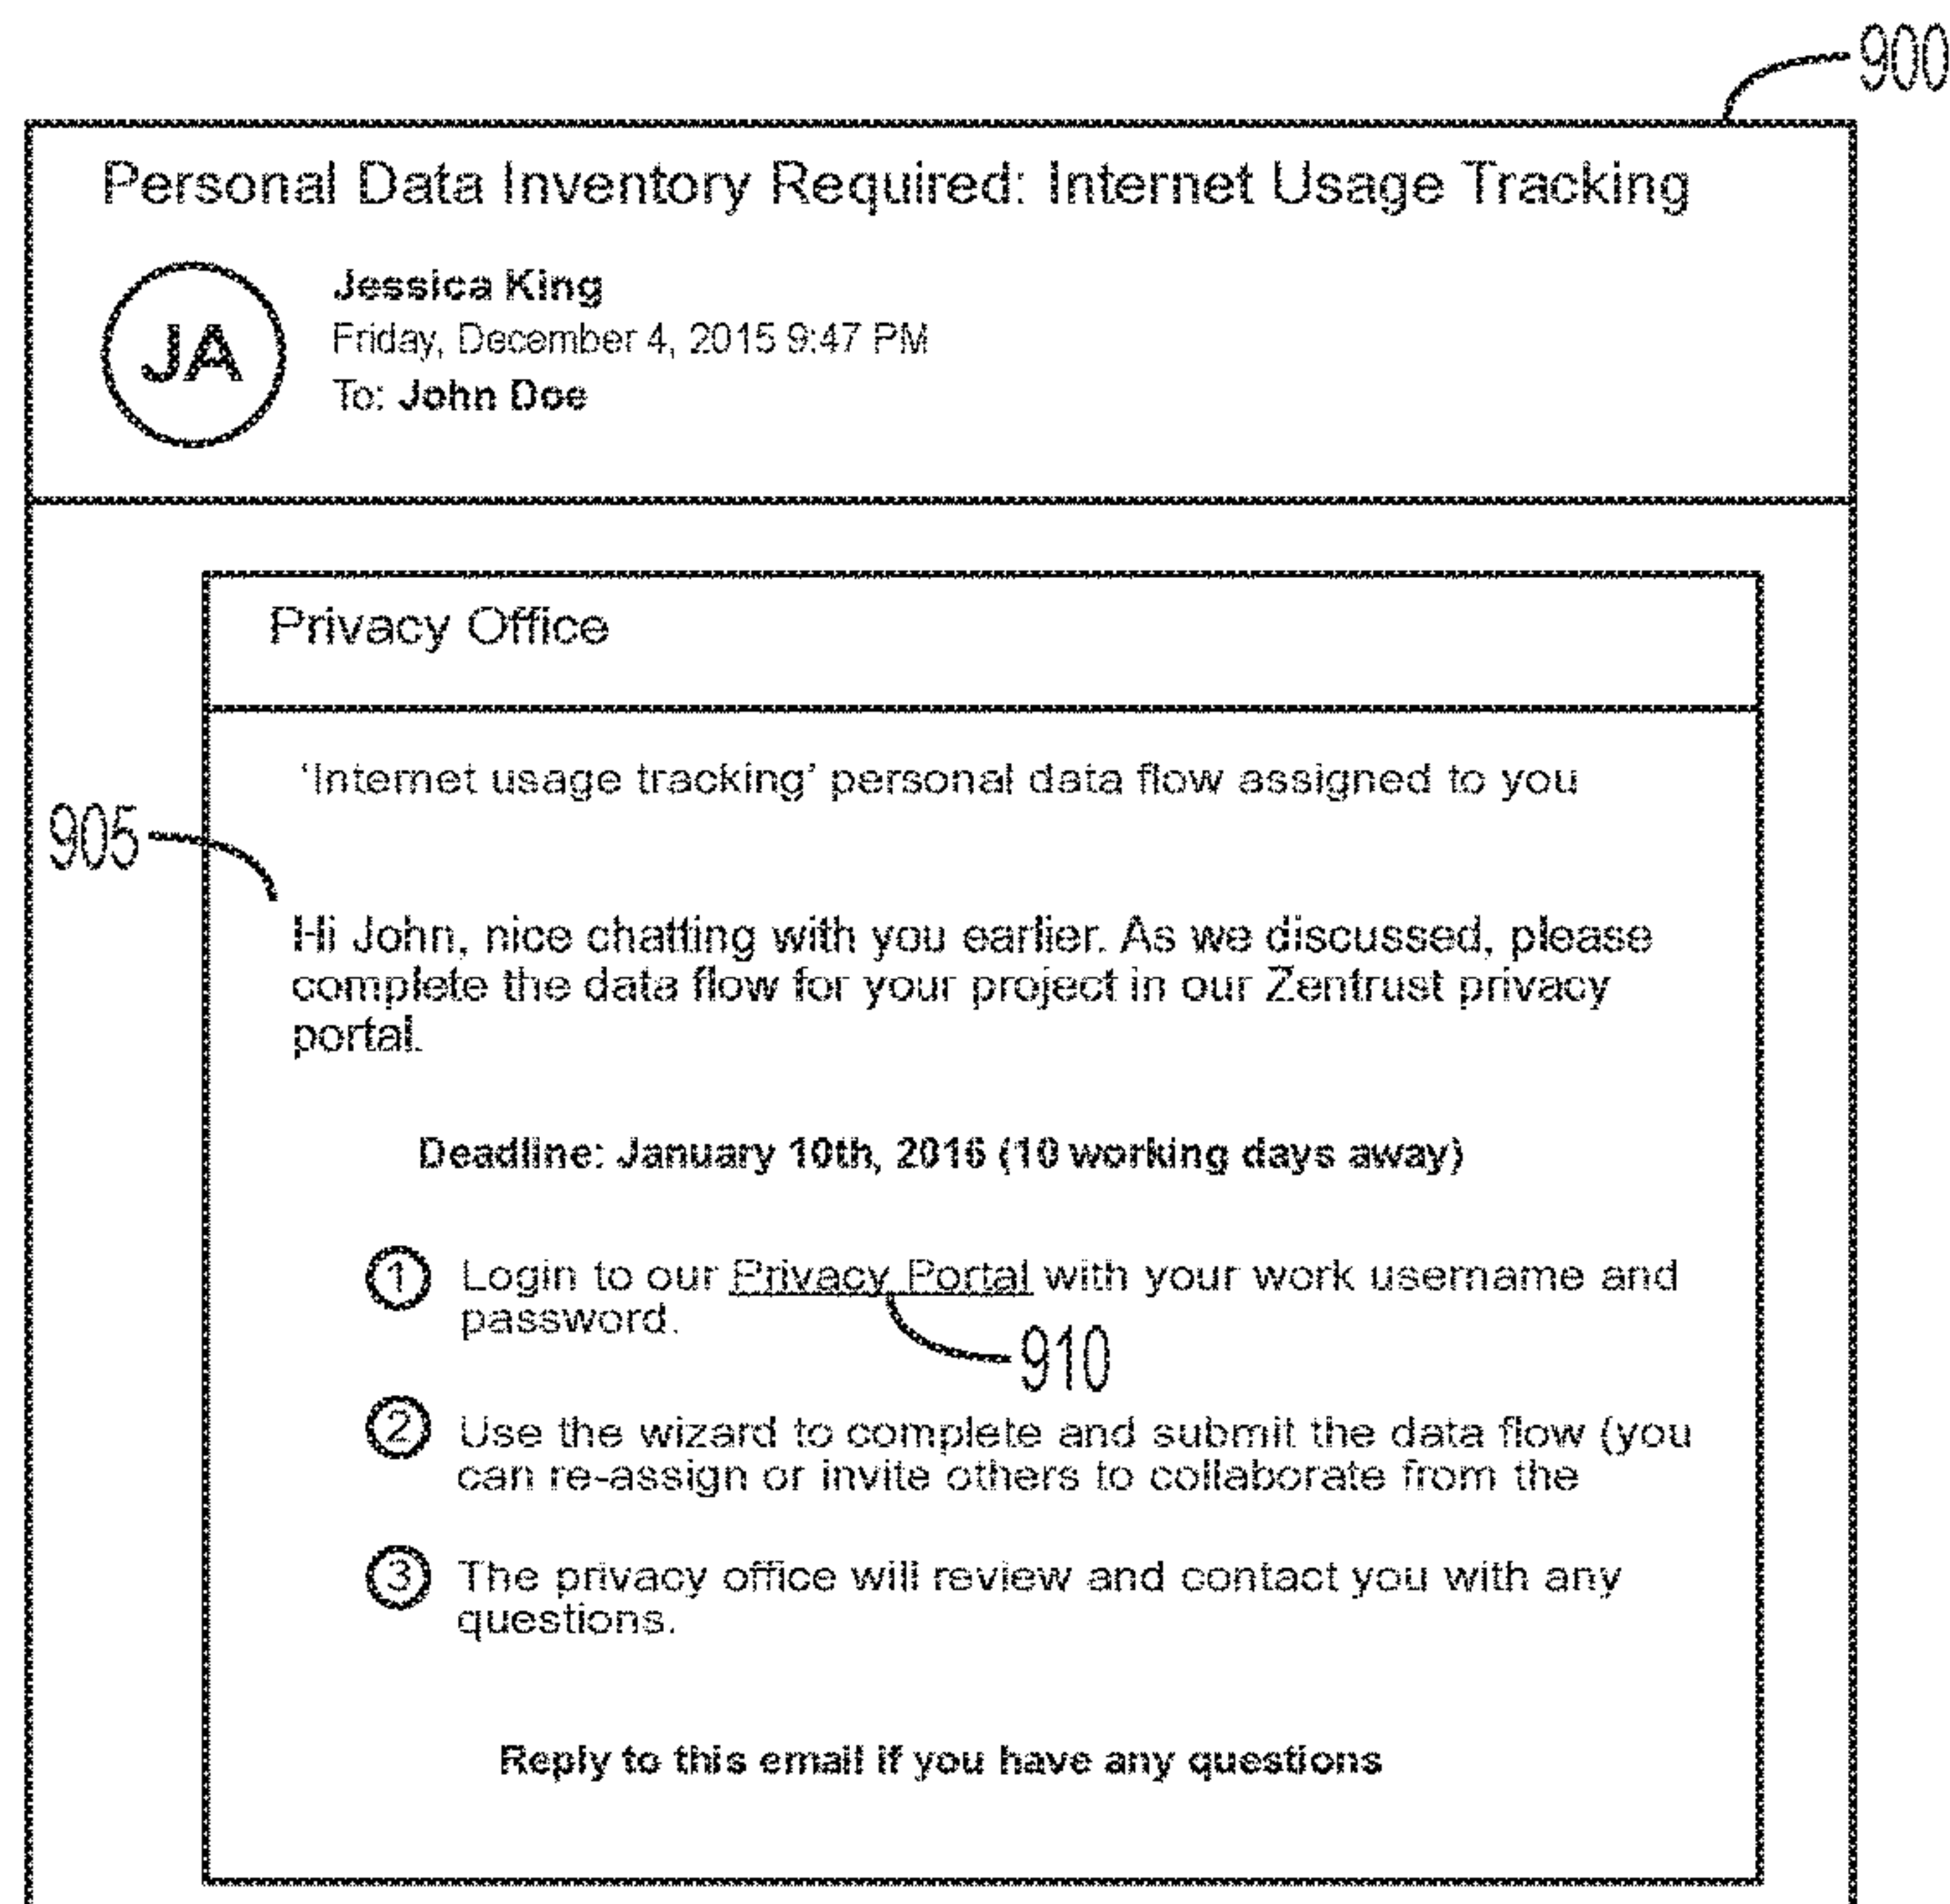 900
Personal Data Inventory Required: Internet Usage Tracking
JA
Jessica King
Friday, December 4, 2015 9:47 PM
To: John Doe
Privacy Office
‘Internet usage tracking’ personal data flow assigned to you
905
Hi John, nice chatting with you earlier. As we discussed, please
complete the data flow for your project in our Zentrust privacy
portal.
Deadline: January 10th, 2016 (10 working days away)
1 Login to our Privacy Portal with your work username and
password.
910
2 Use the wizard to complete and submit the data flow (you
can re-assign or invite others to collaborate from the
3 The privacy office will review and contact you with any
questions.
Reply to this email if you have any questions